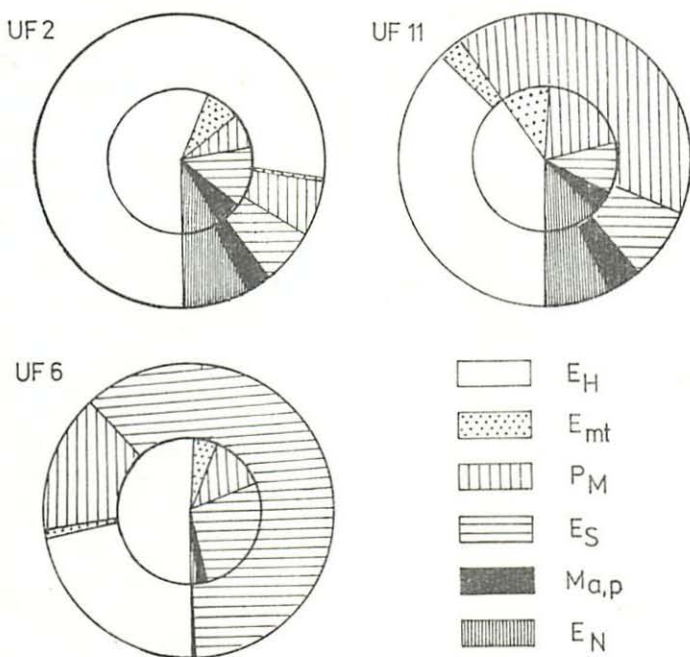 UF 2
UF 11
UF 6
E_H
E_mt
P_M
E_S
M_a,p
E_N